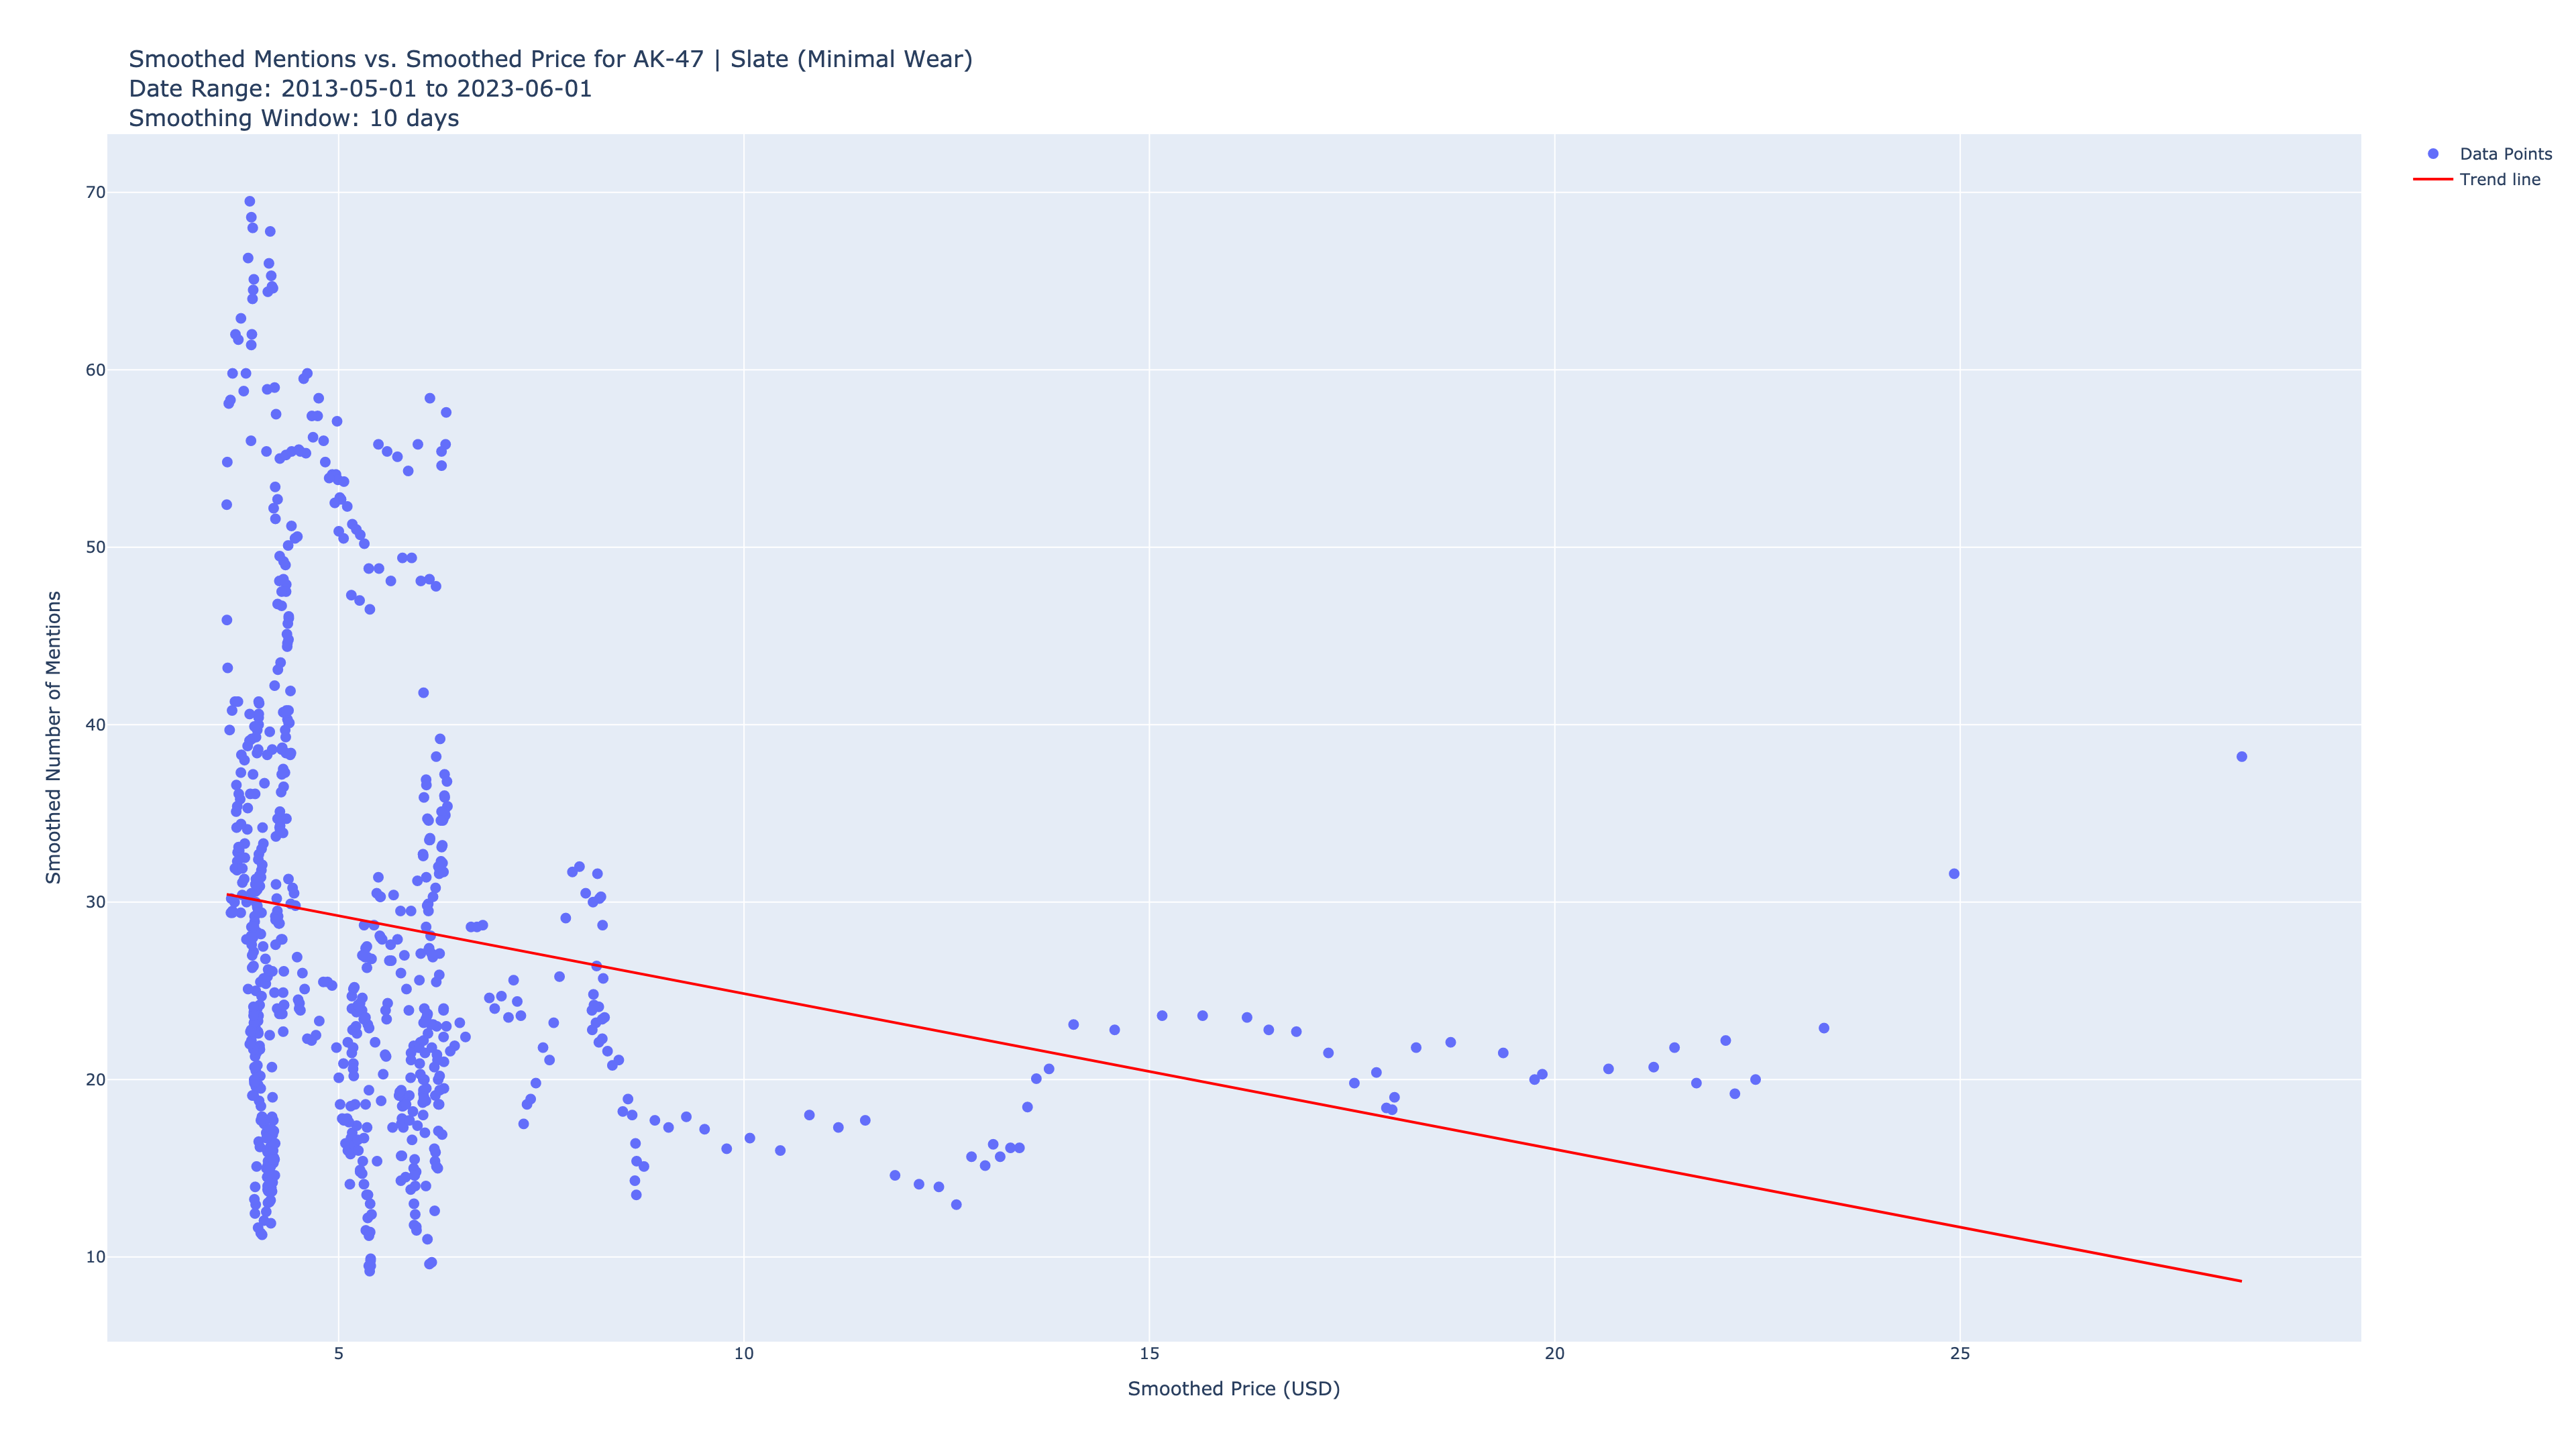 Smoothed Mentions vs. Smoothed Price for AK-47 | Slate (Minimal Wear)
Date Range: 2013-05-01 to 2023-06-01
Smoothing Window: 10 days
Data Points
Trend line
70
60
50
40
30
20
10
Smoothed Number of Mentions
5
10
15
20
25
Smoothed Price (USD)